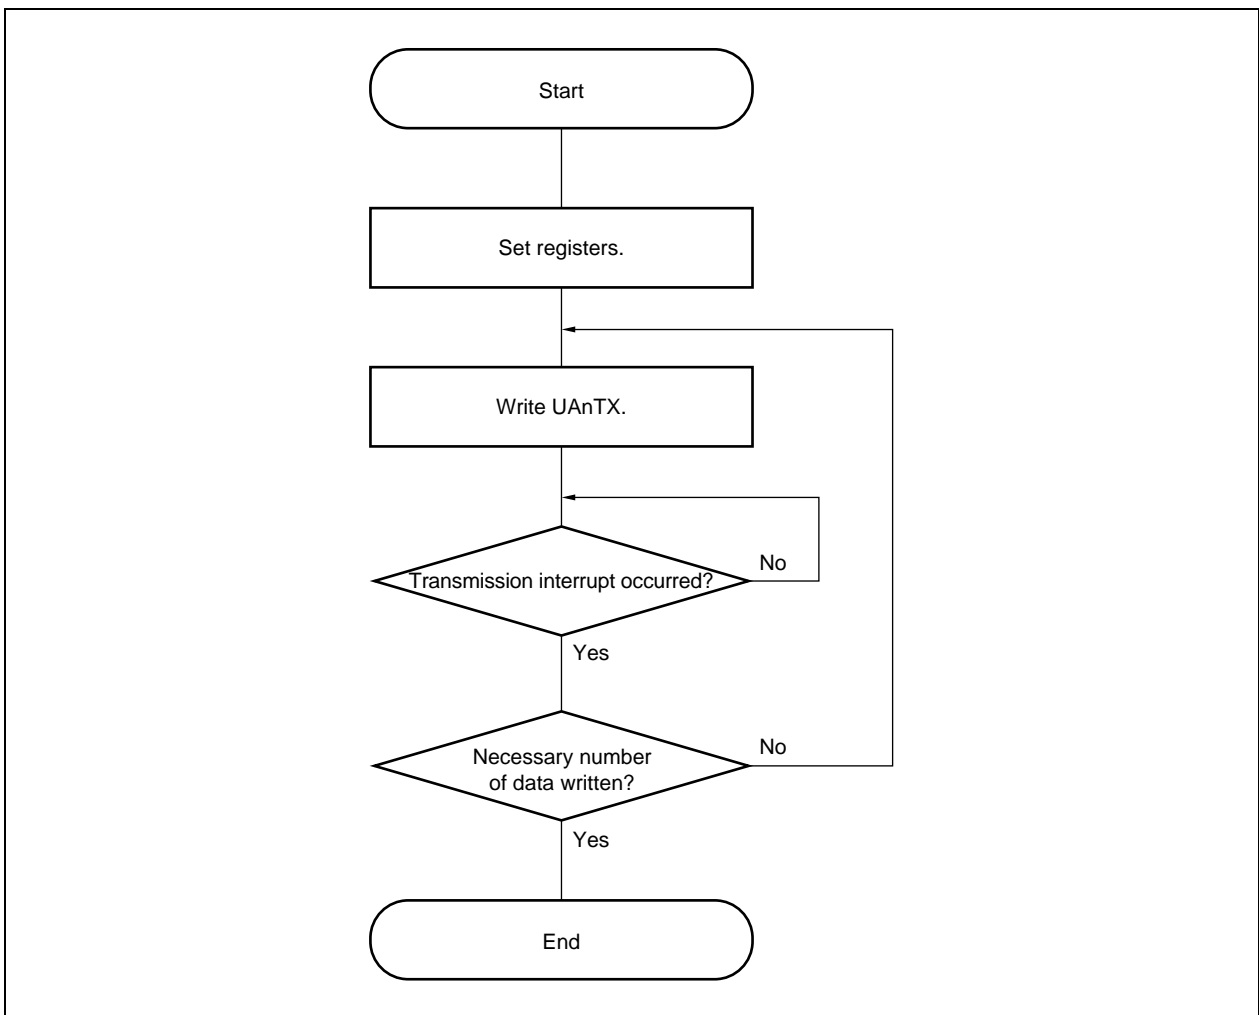 Start
Set registers.
Write UAnTX.
Transmission interrupt occurred?
No
Yes
Necessary number
of data written?
No
Yes
End